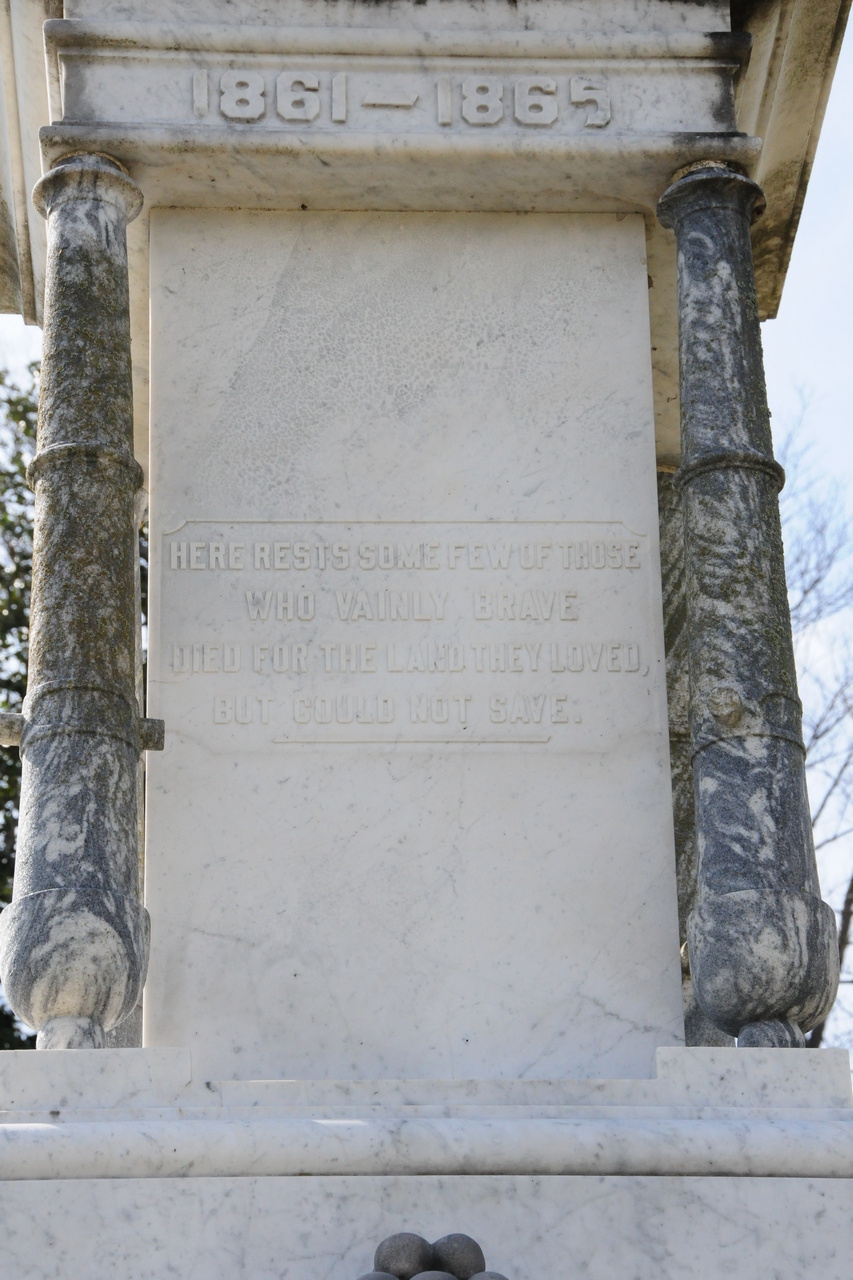 1861—1865
HERE RESTS SOME FEW OF THOSE
WHO VAINLY BRAVE
DIED FOR THE LAND THEY LOVED,
BUT COULD NOT SAVE.